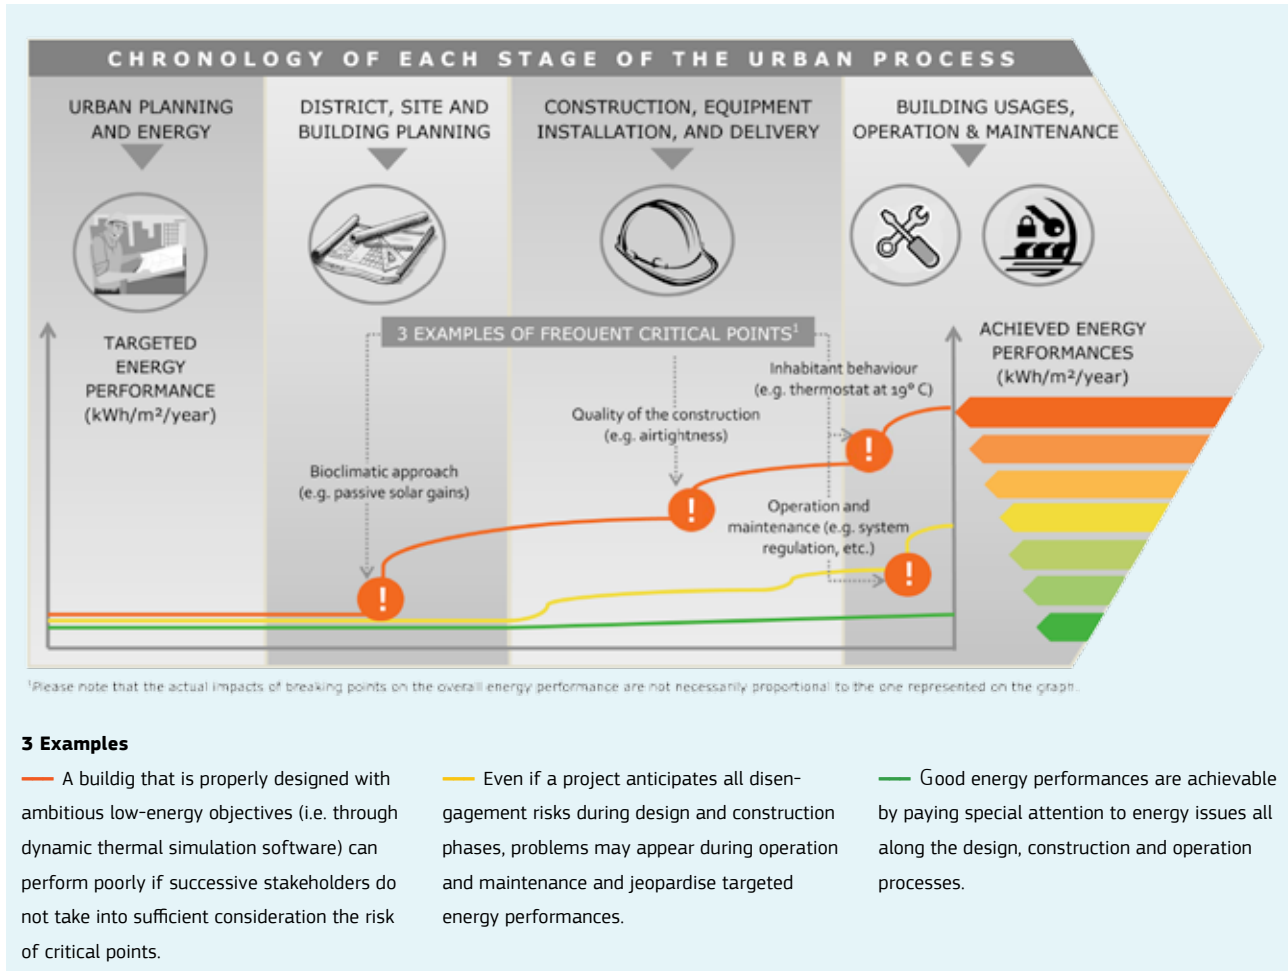 CHRONOLOGY OF EACH STAGE OF THE URBAN PROCESS
URBAN PLANNING
AND ENERGY
DISTRICT, SITE AND
BUILDING PLANNING
CONSTRUCTION, EQUIPMENT
INSTALLATION, AND DELIVERY
BUILDING USAGES,
OPERATION & MAINTENANCE
TARGETED
ENERGY
PERFORMANCE
(kWh/m²/year)
3 EXAMPLES OF FREQUENT CRITICAL POINTS¹
ACHIEVED ENERGY
PERFORMANCES
(kWh/m²/year)
Inhabitant behaviour
(e.g. thermostat at 19° C)
Quality of the construction
(e.g. airtightness)
Bioclimatic approach
(e.g. passive solar gains)
Operation and
maintenance (e.g. system
regulation, etc.)
!
!
!
!
¹Please note that the actual impacts of breaking points on the overall energy performance are not necessarily proportional to the one represented on the graph.
3 Examples
A buildig that is properly designed with
ambitious low-energy objectives (i.e. through
dynamic thermal simulation software) can
perform poorly if successive stakeholders do
not take into sufficient consideration the risk
of critical points.
Even if a project anticipates all disen-
gagement risks during design and construction
phases, problems may appear during operation
and maintenance and jeopardise targeted
energy performances.
Good energy performances are achievable
by paying special attention to energy issues all
along the design, construction and operation
processes.